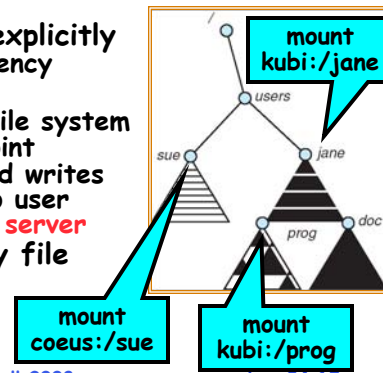 explicitly
ency
ile system
int
d writes
o user
server
y file
mount
kubi:/jane
/
users
sue
jane
prog
doc
mount
coeus:/sue
mount
kubi:/prog